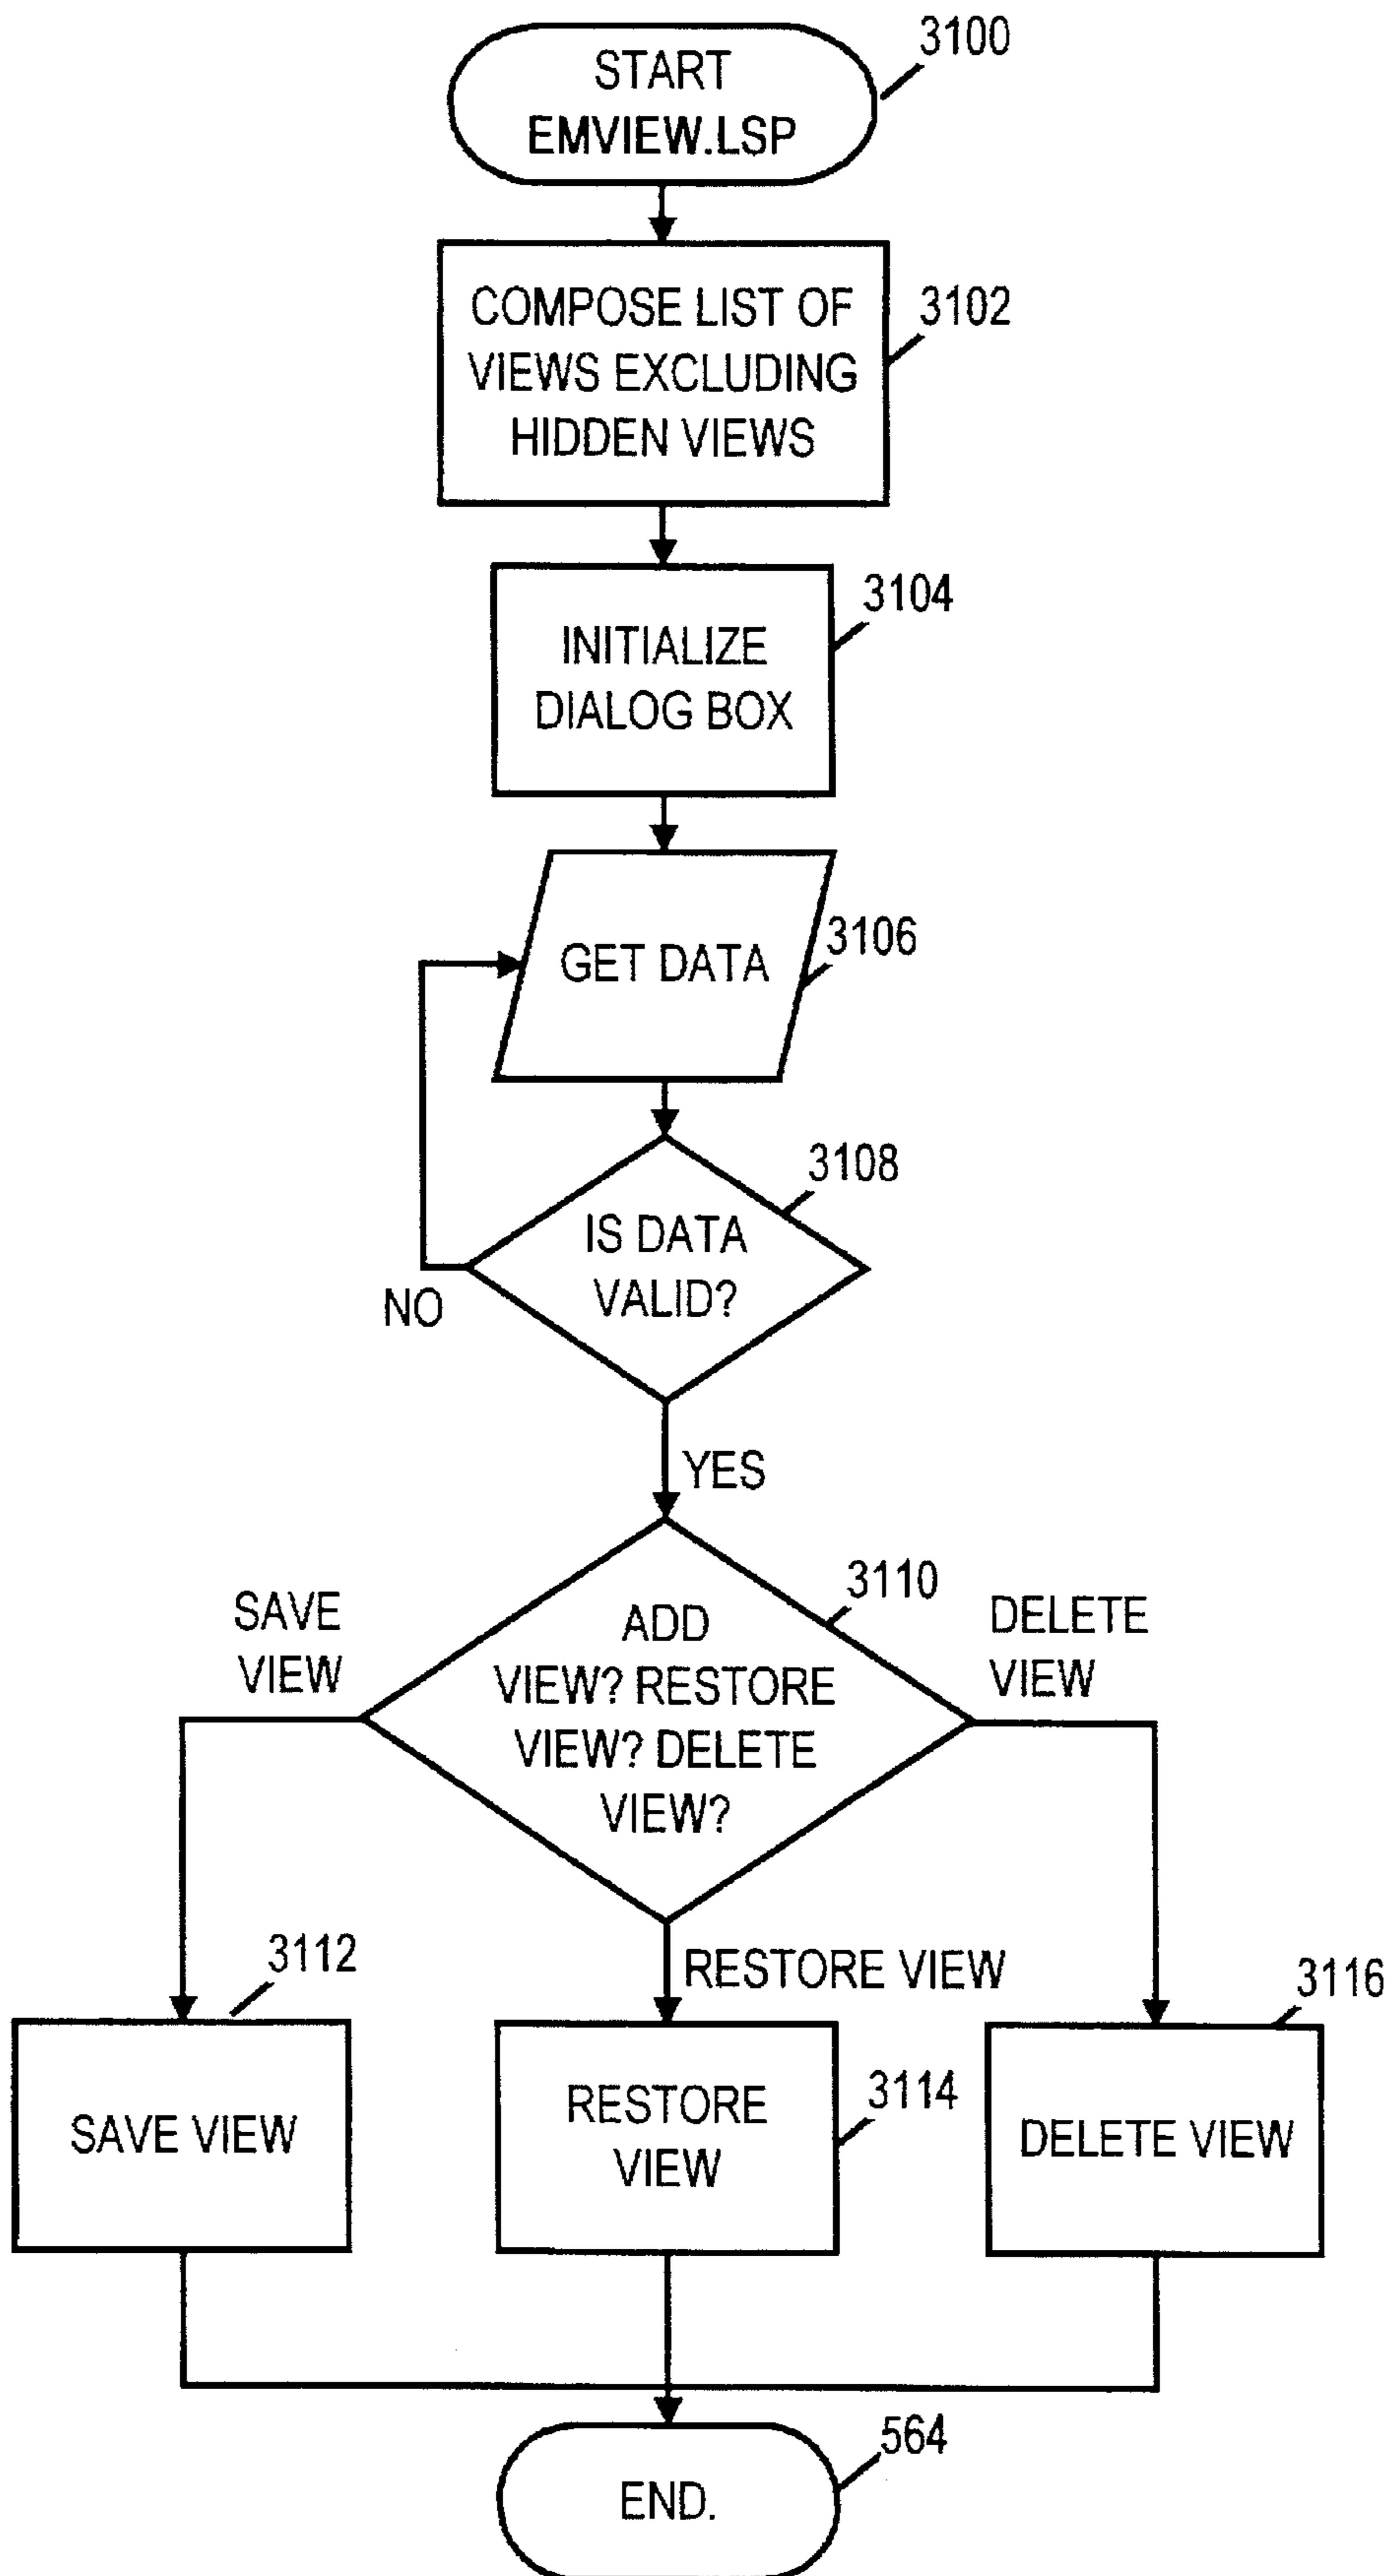 START
EMVIEW.LSP
3100
COMPOSE LIST OF
VIEWS EXCLUDING
HIDDEN VIEWS
3102
INITIALIZE
DIALOG BOX
3104
GET DATA
3106
IS DATA
VALID?
3108
NO
YES
ADD
VIEW? RESTORE
VIEW? DELETE
VIEW?
3110
SAVE
VIEW
DELETE
VIEW
RESTORE VIEW
SAVE VIEW
3112
RESTORE
VIEW
3114
DELETE VIEW
3116
END.
564